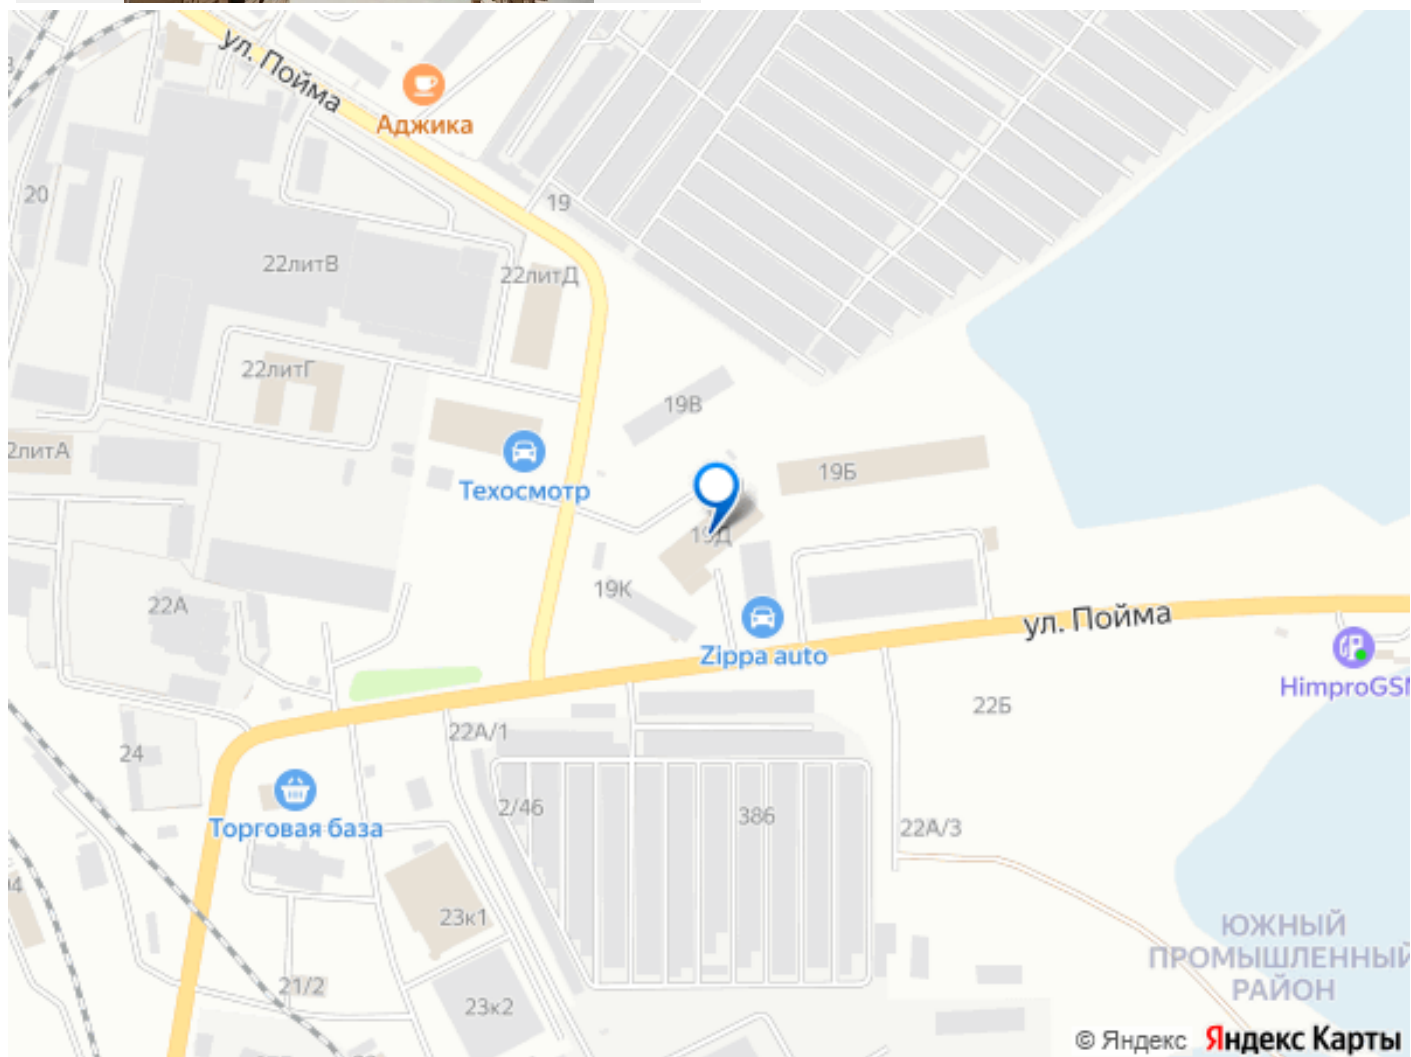 ул. Пойма
Аджика
20
19
22литВ
22литД
22литГ
19В
2литА
19Б
Техосмотр
19Д
19К
22А
ул. Пойма
Zippa auto
HimproGSM
22Б
22А/1
24
2/46
386
Торговая база
22А/3
23к1
ЮЖНЫЙ
ПРОМЫШЛЕННЫЙ
РАЙОН
21/2
23к2
© Яндекс Яндекс Карты